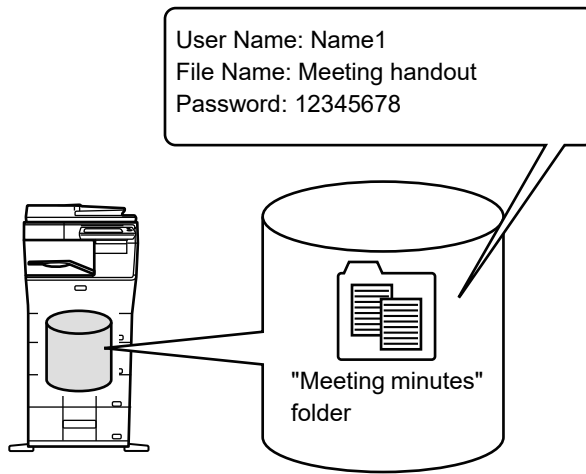 User Name: Name1
File Name: Meeting handout
Password: 12345678
"Meeting minutes"
folder